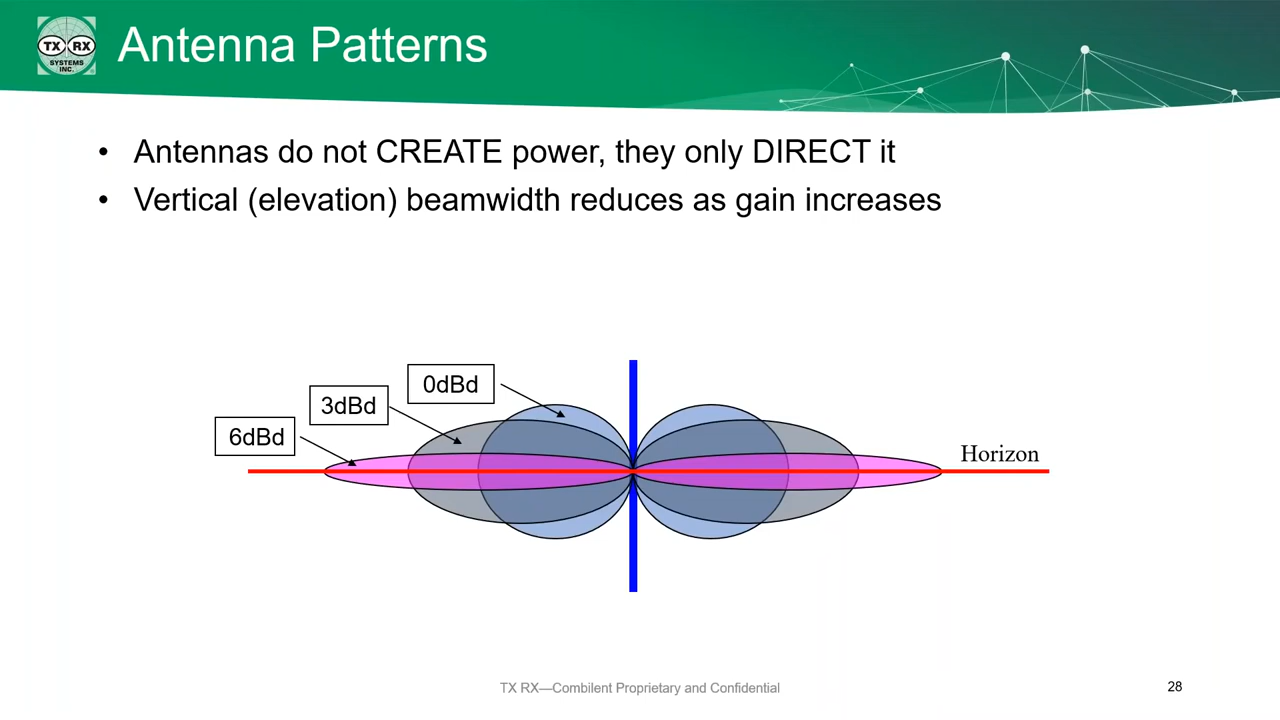 TX RX
SYSTEMS
INC.
Antenna Patterns
• Antennas do not CREATE power, they only DIRECT it
• Vertical (elevation) beamwidth reduces as gain increases
0dBd
3dBd
6dBd
Horizon
TX RX—Combilent Proprietary and Confidential
28